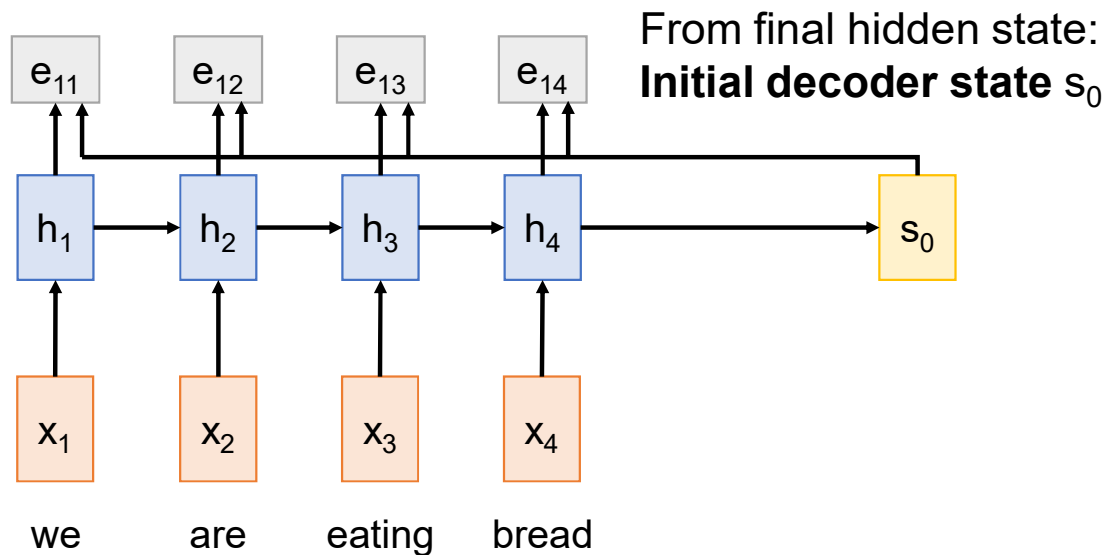 From final hidden state:
Initial decoder state s₀
e₁₁ e₁₂ e₁₃ e₁₄
h₁ h₂ h₃ h₄ s₀
x₁ x₂ x₃ x₄
we are eating bread